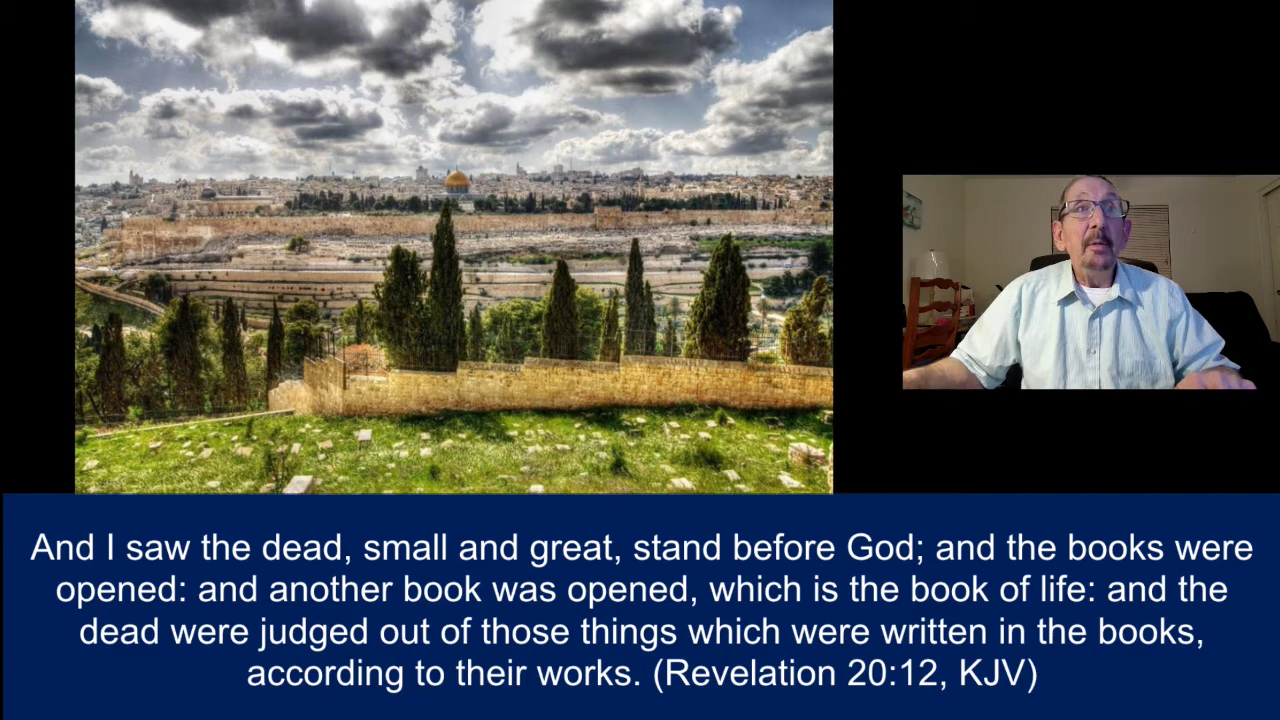 And I saw the dead, small and great, stand before God; and the books were
opened: and another book was opened, which is the book of life: and the
dead were judged out of those things which were written in the books,
according to their works. (Revelation 20:12, KJV)